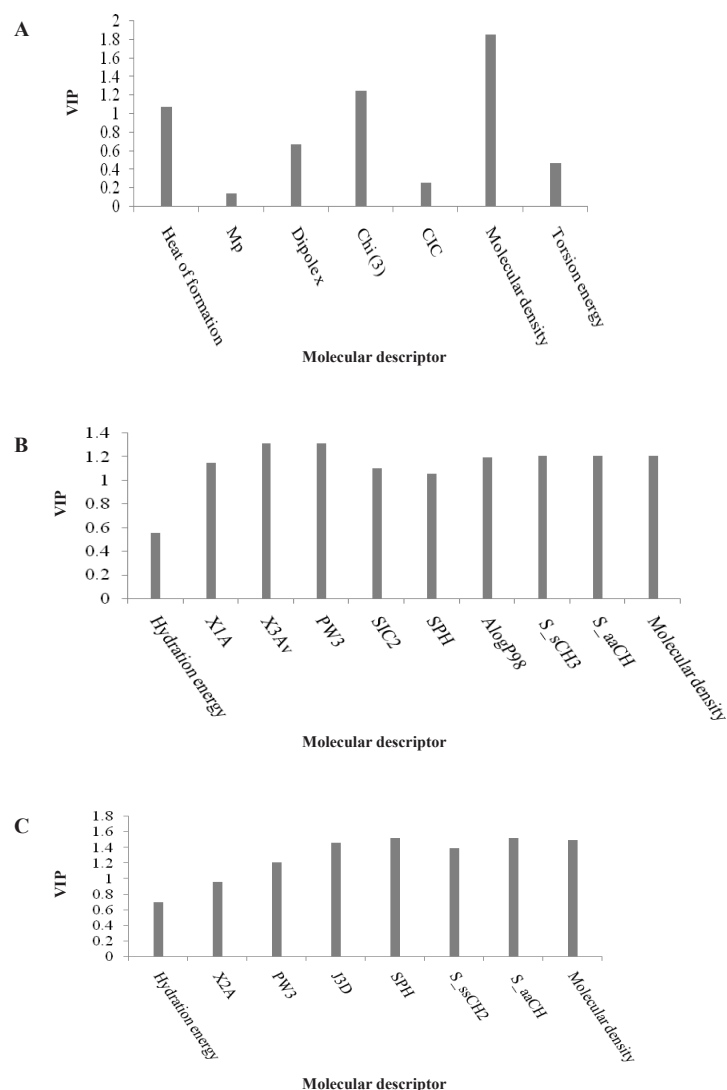 A
VIP
2
1.8
1.6
1.4
1.2
1
0.8
0.6
0.4
0.2
0
Heat of formation
Mp
Dipole x
Chi (3)
CIC
Molecular density
Torsion energy
Molecular descriptor
B
VIP
1.4
1.2
1
0.8
0.6
0.4
0.2
0
Hydration energy
X1A
X3Av
PW3
SIC2
SPH
AlogP98
S_sCH3
S_aaCH
Molecular density
Molecular descriptor
C
VIP
1.8
1.6
1.4
1.2
1
0.8
0.6
0.4
0.2
0
Hydration energy
X2A
PW3
J3D
SPH
S_ssCH2
S_aaCH
Molecular density
Molecular descriptor